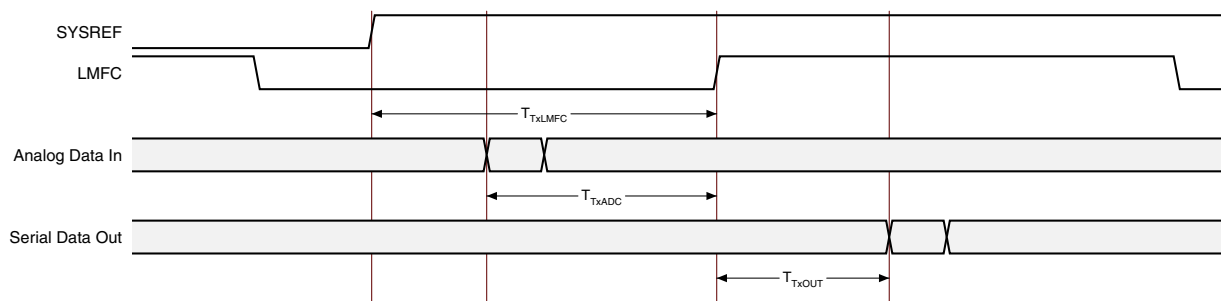 SYSREF
LMFC
T_TxLMFC
Analog Data In
T_TxADC
Serial Data Out
T_TxOUT